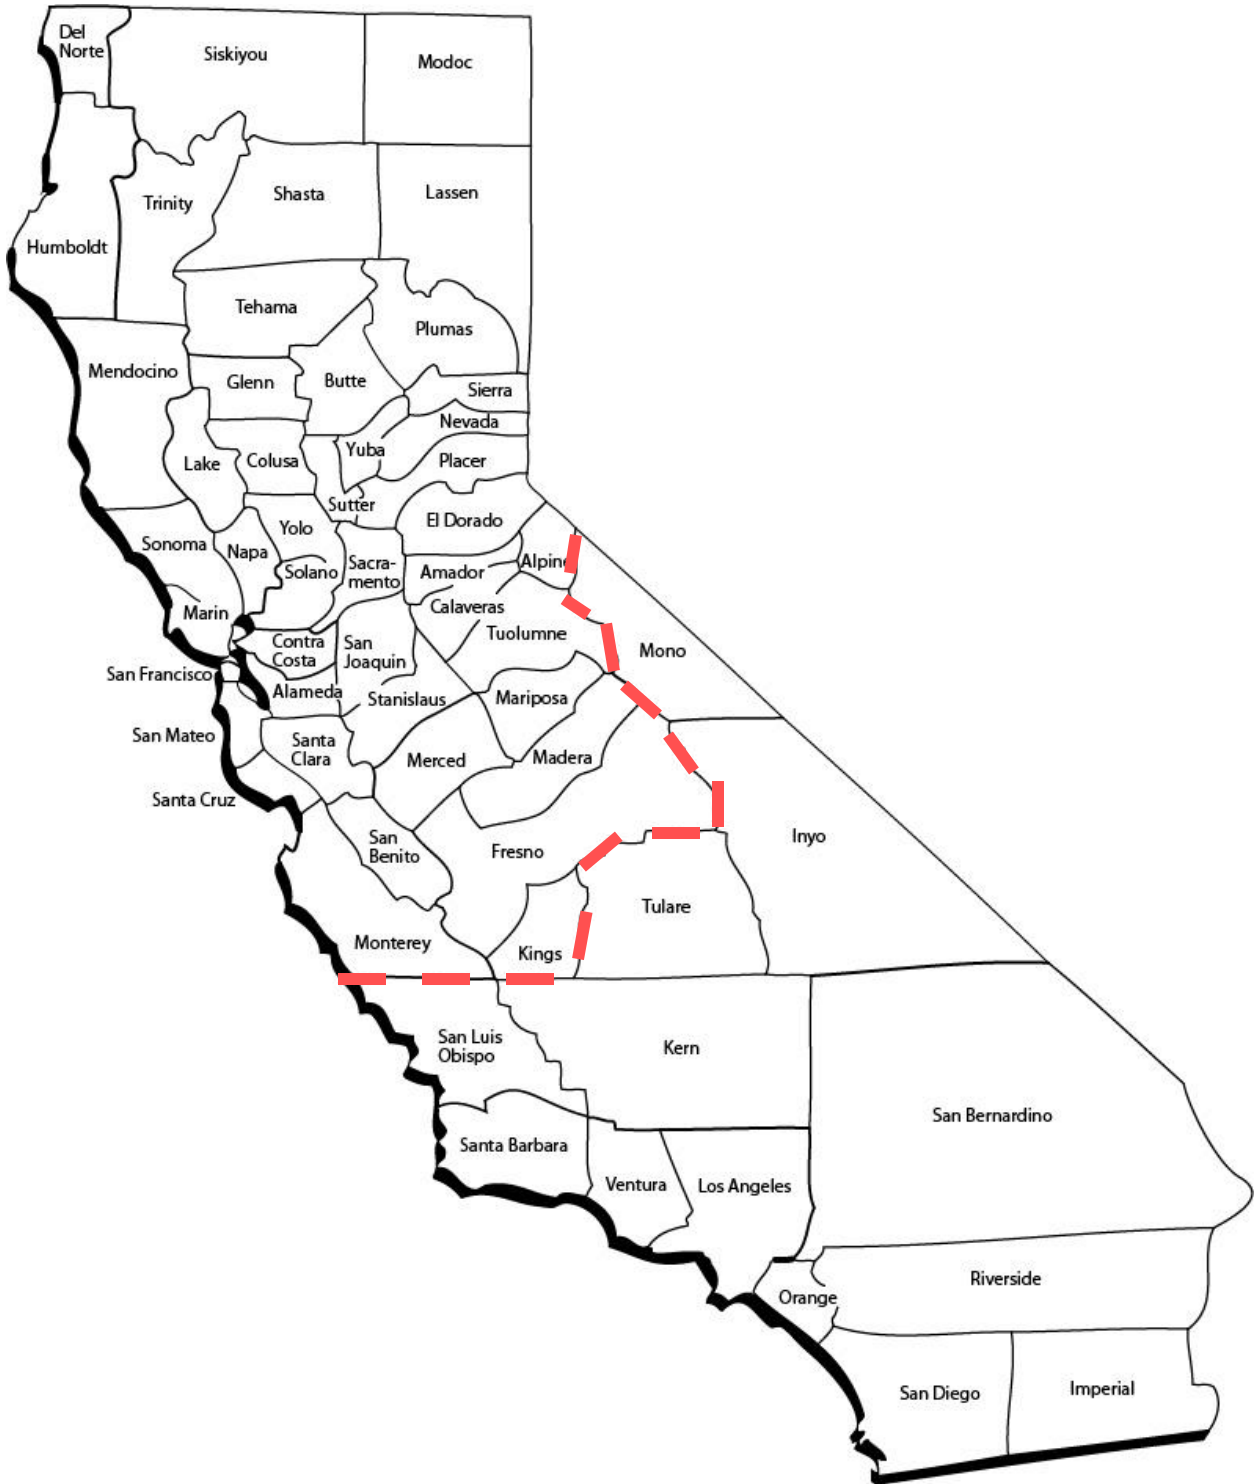 Del
Norte
Siskiyou
Modoc
Trinity
Shasta
Lassen
Humboldt
Tehama
Plumas
Mendocino
Glenn
Butte
Sierra
Nevada
Lake
Colusa
Yuba
Placer
Sutter
Yolo
El Dorado
Sonoma
Napa
Solano
Sacra-
mento
Amador
Alpine
Marin
Calaveras
Tuolumne
Contra
Costa
San
Joaquin
Mono
San Francisco
Alameda
Stanislaus
Mariposa
San Mateo
Santa
Clara
Merced
Madera
Santa Cruz
San
Benito
Fresno
Inyo
Monterey
Kings
Tulare
San Luis
Obispo
Kern
San Bernardino
Santa Barbara
Ventura
Los Angeles
Orange
Riverside
San Diego
Imperial